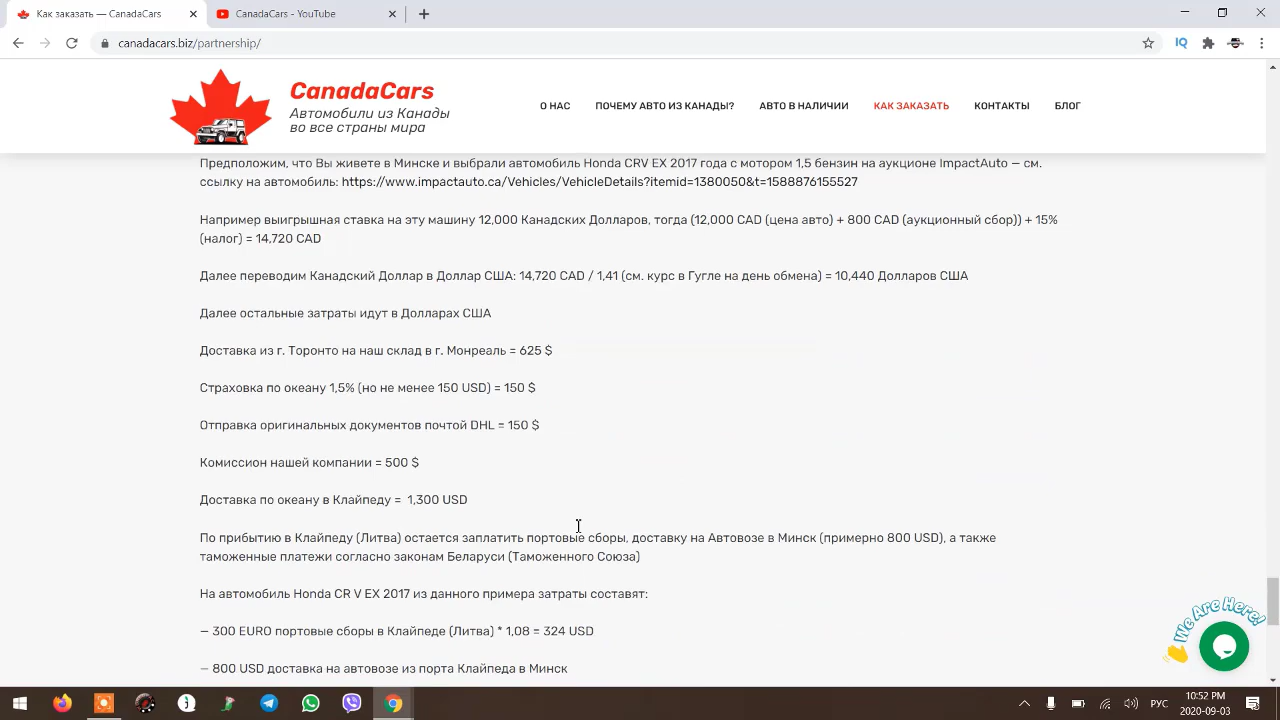 Как заказать — CanadaCars
CanadaCars - YouTube
canadacars.biz/partnership/
CanadaCars
Автомобили из Канады
во все страны мира
О НАС
ПОЧЕМУ АВТО ИЗ КАНАДЫ?
АВТО В НАЛИЧИИ
КАК ЗАКАЗАТЬ
КОНТАКТЫ
БЛОГ
Предположим, что Вы живете в Минске и выбрали автомобиль Honda CRV EX 2017 года с мотором 1,5 бензин на аукционе ImpactAuto — см.
ссылку на автомобиль: https://www.impactauto.ca/Vehicles/VehicleDetails?itemid=1380050&t=1588876155527
Например выигрышная ставка на эту машину 12,000 Канадских Долларов, тогда (12,000 CAD (цена авто) + 800 CAD (аукционный сбор)) + 15%
(налог) = 14,720 CAD
Далее переводим Канадский Доллар в Доллар США: 14,720 CAD / 1,41 (см. курс в Гугле на день обмена) = 10,440 Долларов США
Далее остальные затраты идут в Долларах США
Доставка из г. Торонто на наш склад в г. Монреаль = 625 $
Страховка по океану 1,5% (но не менее 150 USD) = 150 $
Отправка оригинальных документов почтой DHL = 150 $
Комиссион нашей компании = 500 $
Доставка по океану в Клайпеду = 1,300 USD
По прибытию в Клайпеду (Литва) остается заплатить портовые сборы, доставку на Автовозе в Минск (примерно 800 USD), а также
таможенные платежи согласно законам Беларуси (Таможенного Союза)
На автомобиль Honda CR V EX 2017 из данного примера затраты составят:
— 300 EURO портовые сборы в Клайпеде (Литва) * 1,08 = 324 USD
— 800 USD доставка на автовозе из порта Клайпеда в Минск
We Are Here!
РУС
10:52 PM
2020-09-03